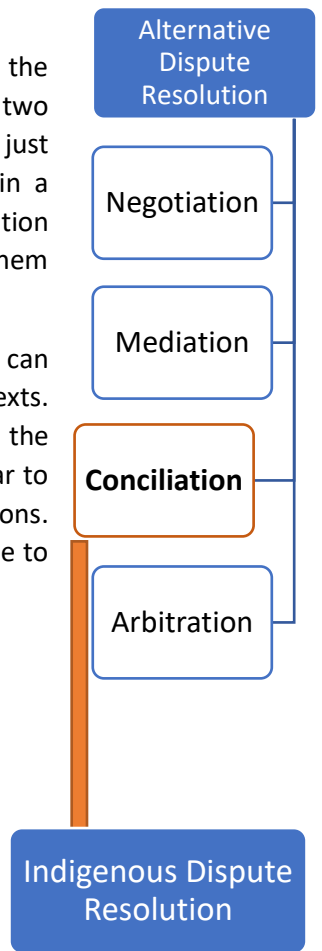 the
two
just
in a
tion
can
exts.
the
ar to
ons.
e to
Alternative
Dispute
Resolution
Negotiation
Mediation
Conciliation
Arbitration
Indigenous Dispute
Resolution